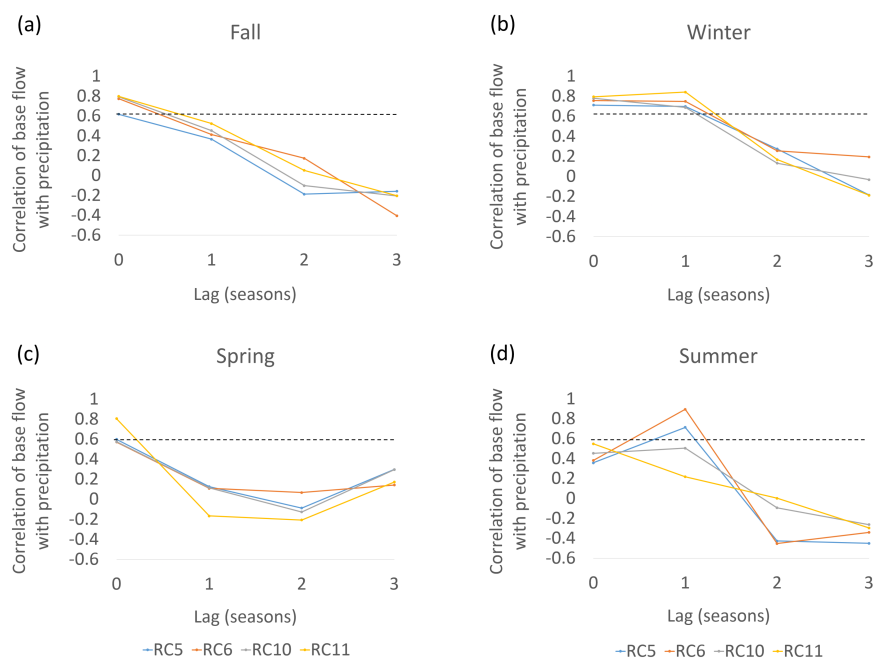 (a)
Fall
Correlation of base flow
with precipitation
1
0.8
0.6
0.4
0.2
0
-0.2
-0.4
-0.6
0 1 2 3
Lag (seasons)
(b)
Winter
Correlation of base flow
with precipitation
1
0.8
0.6
0.4
0.2
0
-0.2
-0.4
-0.6
0 1 2 3
Lag (seasons)
(c)
Spring
Correlation of base flow
with precipitation
1
0.8
0.6
0.4
0.2
0
-0.2
-0.4
-0.6
0 1 2 3
Lag (seasons)
RC5 RC6 RC10 RC11
(d)
Summer
Correlation of base flow
with precipitation
1
0.8
0.6
0.4
0.2
0
-0.2
-0.4
-0.6
0 1 2 3
Lag (seasons)
RC5 RC6 RC10 RC11